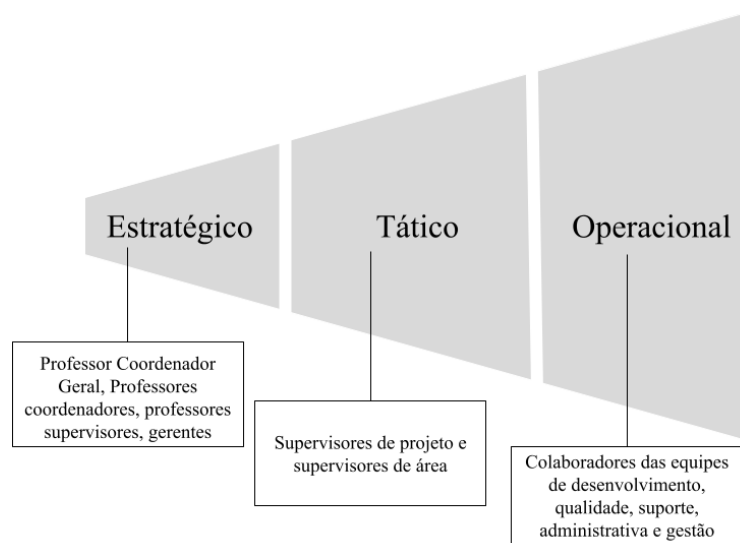 Estratégico
Tático
Operacional
Professor Coordenador
Geral, Professores
coordenadores, professores
supervisores, gerentes
Supervisores de projeto e
supervisores de área
Colaboradores das equipes
de desenvolvimento,
qualidade, suporte,
administrativa e gestão